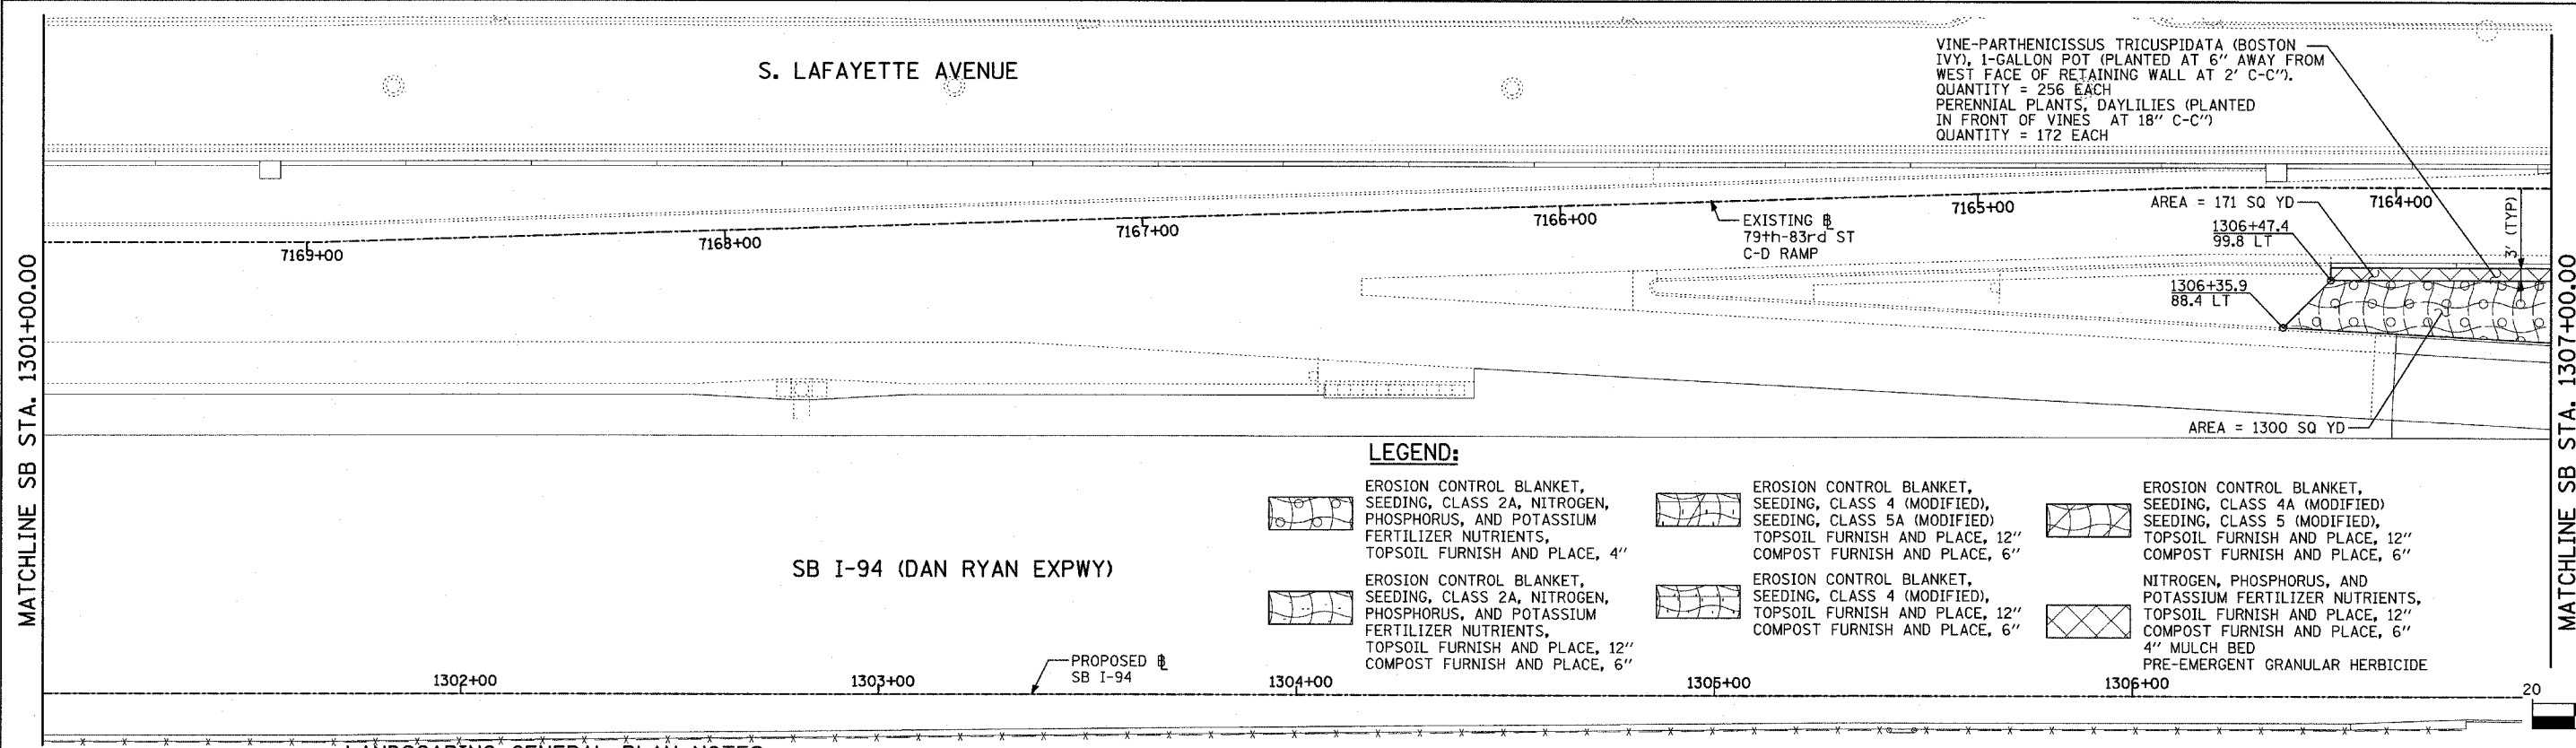 S. LAFAYETTE AVENUE
VINE-PARTHENICISSUS TRICUSPIDATA (BOSTON
IVY), 1-GALLON POT (PLANTED AT 6" AWAY FROM
WEST FACE OF RETAINING WALL AT 2' C-C").
QUANTITY = 256 EACH
PERENNIAL PLANTS, DAYLILIES (PLANTED
IN FRONT OF VINES AT 18" C-C")
QUANTITY = 172 EACH
MATCHLINE SB STA. 1301+00.00
7169+00
7168+00
7167+00
7166+00
7165+00
7164+00
EXISTING ℄
79th-83rd ST
C-D RAMP
AREA = 171 SQ YD
1306+47.4
99.8 LT
1306+35.9
88.4 LT
3' (TYP)
AREA = 1300 SQ YD
MATCHLINE SB STA. 1307+00.00
LEGEND:
EROSION CONTROL BLANKET,
SEEDING, CLASS 2A, NITROGEN,
PHOSPHORUS, AND POTASSIUM
FERTILIZER NUTRIENTS,
TOPSOIL FURNISH AND PLACE, 4"
EROSION CONTROL BLANKET,
SEEDING, CLASS 2A, NITROGEN,
PHOSPHORUS, AND POTASSIUM
FERTILIZER NUTRIENTS,
TOPSOIL FURNISH AND PLACE, 12"
COMPOST FURNISH AND PLACE, 6"
EROSION CONTROL BLANKET,
SEEDING, CLASS 4 (MODIFIED),
SEEDING, CLASS 5A (MODIFIED)
TOPSOIL FURNISH AND PLACE, 12"
COMPOST FURNISH AND PLACE, 6"
EROSION CONTROL BLANKET,
SEEDING, CLASS 4 (MODIFIED),
TOPSOIL FURNISH AND PLACE, 12"
COMPOST FURNISH AND PLACE, 6"
EROSION CONTROL BLANKET,
SEEDING, CLASS 4A (MODIFIED)
SEEDING, CLASS 5 (MODIFIED),
TOPSOIL FURNISH AND PLACE, 12"
COMPOST FURNISH AND PLACE, 6"
NITROGEN, PHOSPHORUS, AND
POTASSIUM FERTILIZER NUTRIENTS,
TOPSOIL FURNISH AND PLACE, 12"
COMPOST FURNISH AND PLACE, 6"
4" MULCH BED
PRE-EMERGENT GRANULAR HERBICIDE
SB I-94 (DAN RYAN EXPWY)
PROPOSED ℄
SB I-94
1302+00
1303+00
1304+00
1305+00
1306+00
20
LANDSCAPING GENERAL PLAN NOTES